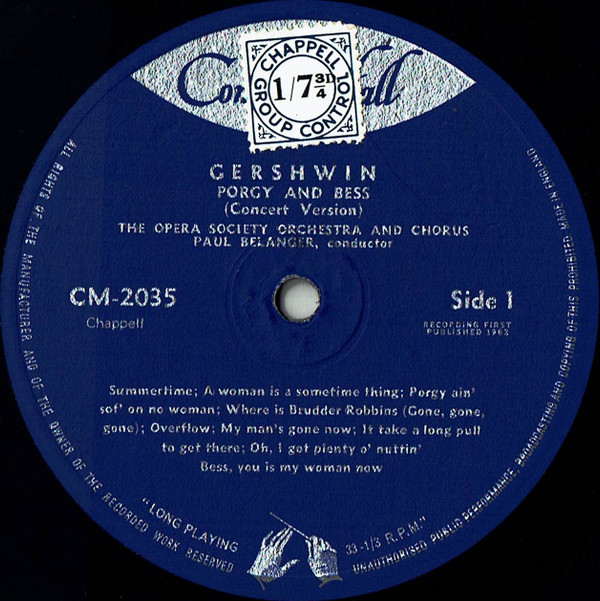 Con
all
CHAPPELL
1/7 3D/4
GROUP CONTROL
GERSHWIN
PORGY AND BESS
(Concert Version)
THE OPERA SOCIETY ORCHESTRA AND CHORUS
PAUL BELANGER, conductor
CM-2035
Chappell
Side 1
RECORDING FIRST
PUBLISHED 1962
Summertime; A woman is a sometime thing; Porgy ain'
sof' on no woman; Where is Brudder Robbins (Gone, gone,
gone); Overflow; My man's gone now; It take a long pull
to get there; Oh, I got plenty o' nuttin'
Bess, you is my woman now
"LONG PLAYING
33-1/3 R.P.M."
ALL RIGHTS OF THE MANUFACTURER AND OF THE OWNER OF THE RECORDED WORK RESERVED
UNAUTHORISED PUBLIC PERFORMANCE, BROADCASTING AND COPYING OF THIS PROHIBITED MADE IN ENGLAND